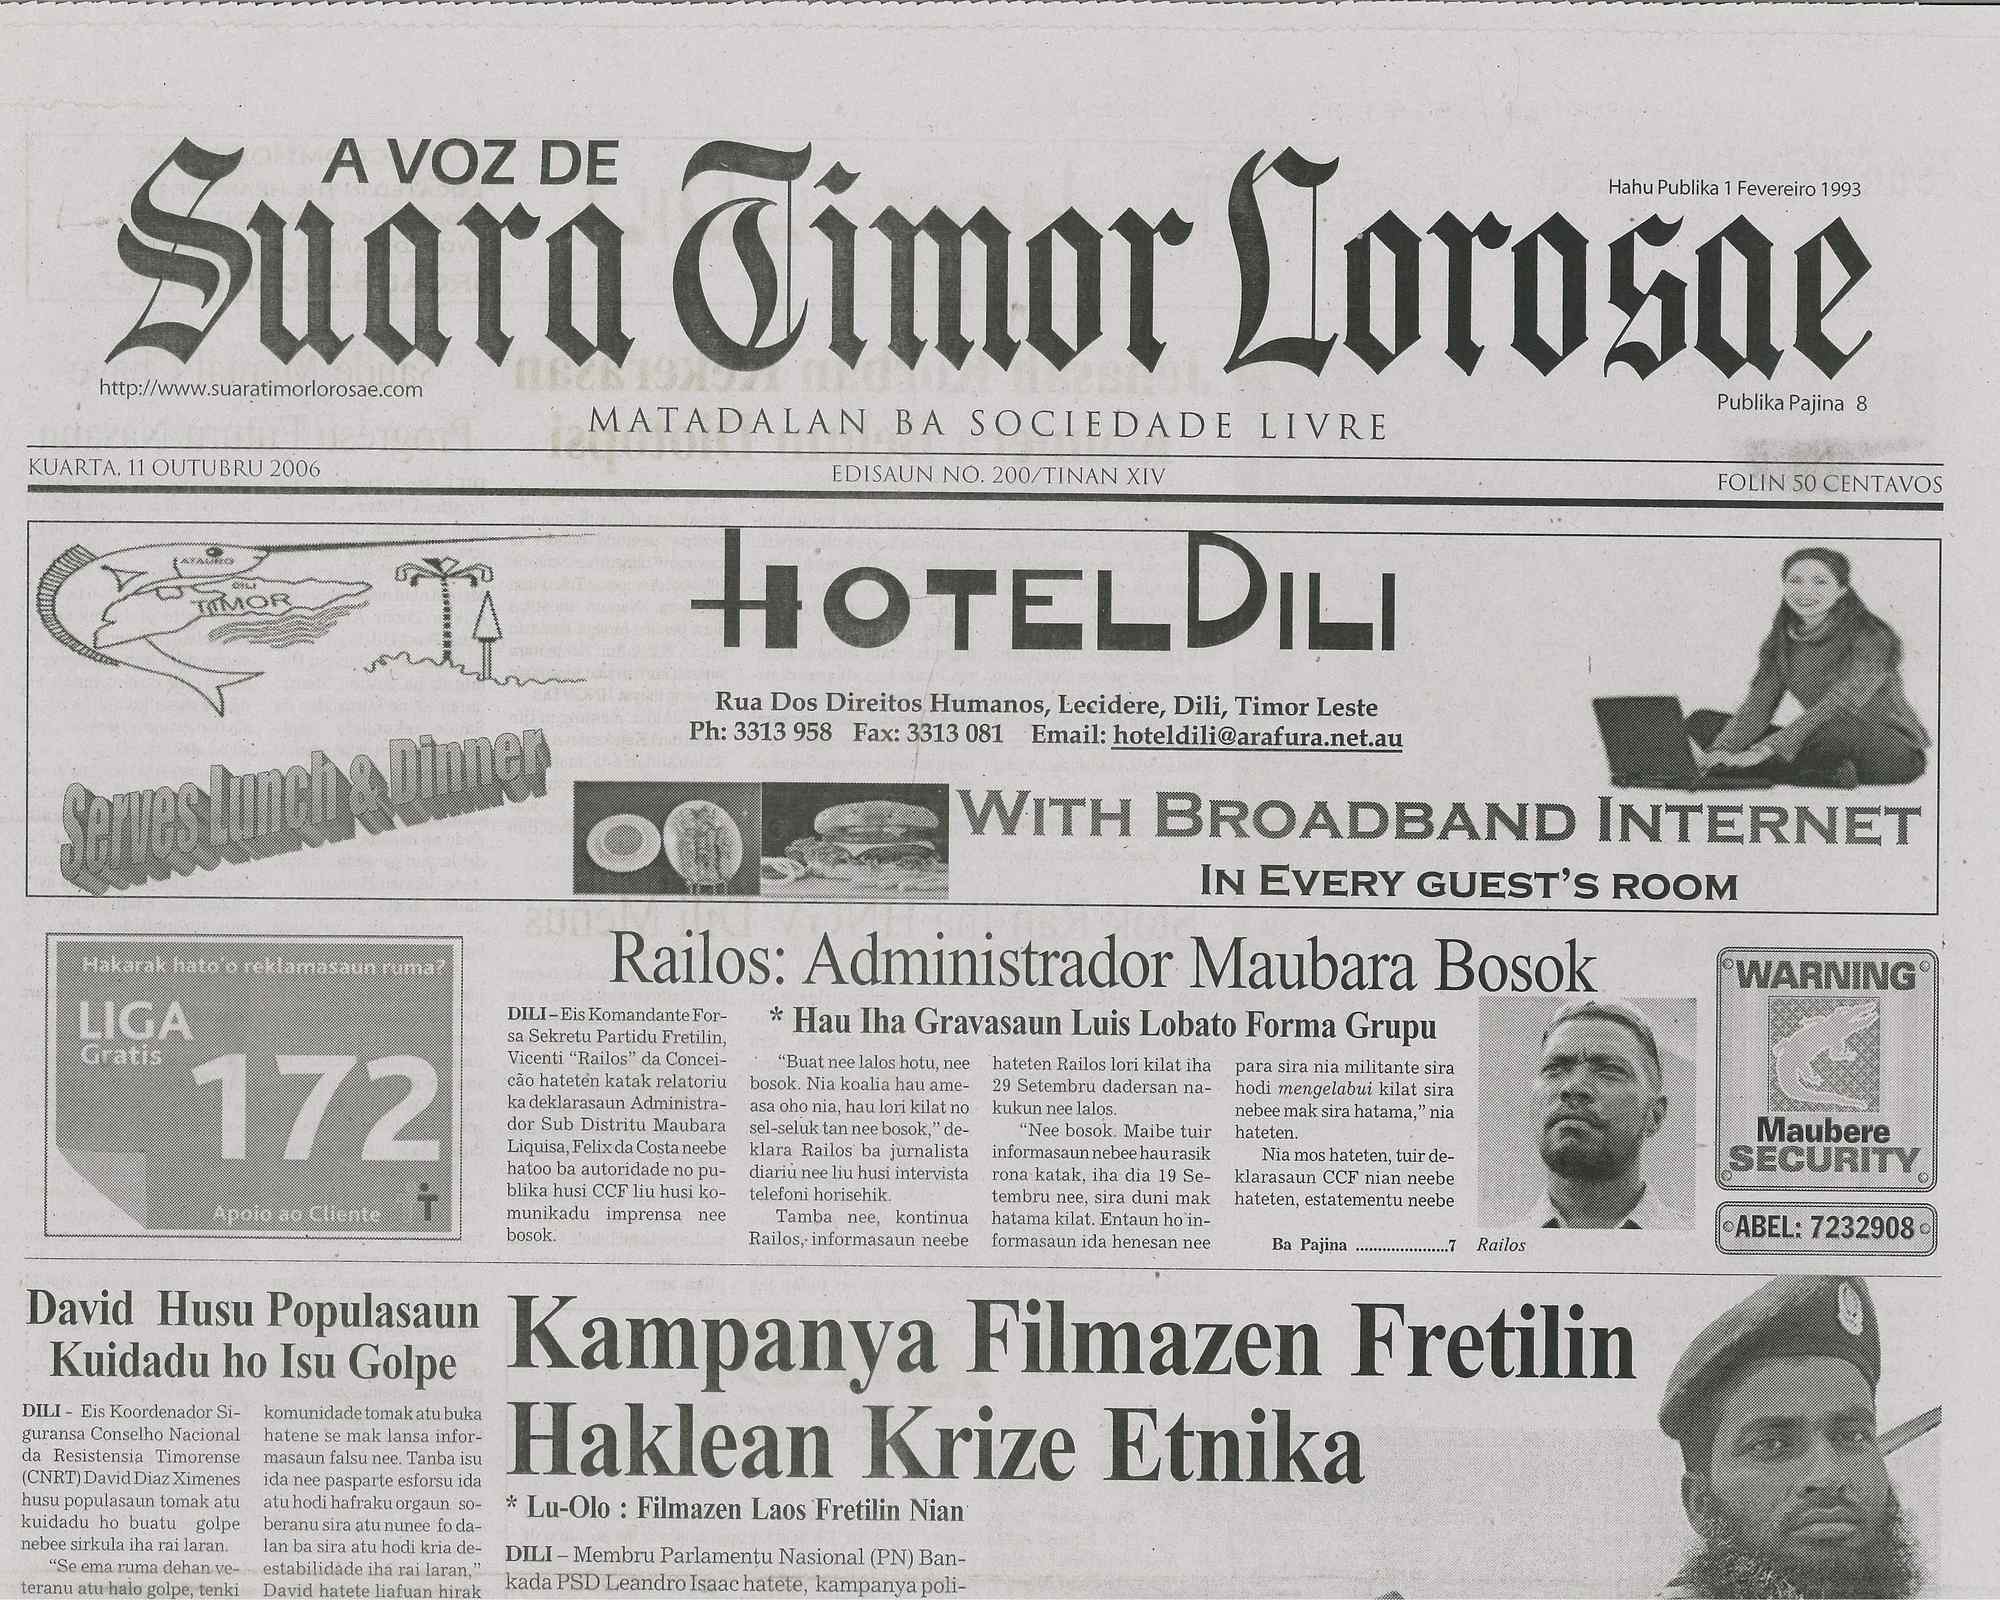 A VOZ DE
Suara Timor Lorosae
Hahu Publika 1 Fevereiro 1993
http://www.suaratimorlorosae.com
Publika Pajina 8
MATADALAN BA SOCIEDADE LIVRE
KUARTA, 11 OUTUBRU 2006
EDISAUN NO. 200/TINAN XIV
FOLIN 50 CENTAVOS
ATAURO
DILI
TIMOR
HOTEL DILI
Rua Dos Direitos Humanos, Lecidere, Dili, Timor Leste
Ph: 3313 958 Fax: 3313 081 Email: hoteldili@arafura.net.au
Serves Lunch & Dinner
WITH BROADBAND INTERNET
IN EVERY GUEST'S ROOM
Hakarak hato'o reklamasaun ruma?
LIGA
Gratis
172
Apoio ao Cliente
Railos: Administrador Maubara Bosok
* Hau Iha Gravasaun Luis Lobato Forma Grupu
DILI – Eis Komandante For-
sa Sekretu Partidu Fretilin,
Vicenti “Railos” da Concei-
cão hateten katak relatoriu
ka deklarasaun Administra-
dor Sub Distritu Maubara
Liquisa, Felix da Costa neebe
hatoo ba autoridade no pu-
blika husi CCF liu husi ko-
munikadu imprensa nee
bosok.
“Buat nee lalos hotu, nee
bosok. Nia koalia hau ame-
asa oho nia, hau lori kilat no
sel-seluk tan nee bosok,” de-
klara Railos ba jurnalista
diariu nee liu husi intervista
telefoni horisehik.
Tamba nee, kontinua
Railos, informasaun neebe
hateten Railos lori kilat iha
29 Setembru dadersan na-
kukun nee lalos.
“Nee bosok. Maibe tuir
informasaun nebee hau rasik
rona katak, iha dia 19 Se-
tembru nee, sira duni mak
hatama kilat. Entaun ho in-
formasaun ida henesan nee
para sira nia militante sira
hodi mengelabui kilat sira
nebee mak sira hatama,” nia
hateten.
Nia mos hateten, tuir de-
klarasaun CCF nian neebe
hateten, estatementu neebe
Ba Pajina .....................7
Railos
WARNING
Maubere
SECURITY
ABEL: 7232908
David Husu Populasaun
Kuidadu ho Isu Golpe
DILI - Eis Koordenador Si-
guransa Conselho Nacional
da Resistensia Timorense
(CNRT) David Diaz Ximenes
husu populasaun tomak atu
kuidadu ho buatu golpe
nebee sirkula iha rai laran.
“Se ema ruma dehan ve-
teranu atu halo golpe, tenki
komunidade tomak atu buka
hatene se mak lansa infor-
masaun falsu nee. Tanba isu
ida nee pasparte esforsu ida
atu hodi hafraku orgaun so-
beranu sira atu nunee fo da-
lan ba sira atu hodi kria de-
estabilidade iha rai laran,”
David hatete liafuan hirak
Kampanya Filmazen Fretilin
Haklean Krize Etnika
* Lu-Olo : Filmazen Laos Fretilin Nian
DILI – Membru Parlamentu Nasional (PN) Ban-
kada PSD Leandro Isaac hatete, kampanya poli-